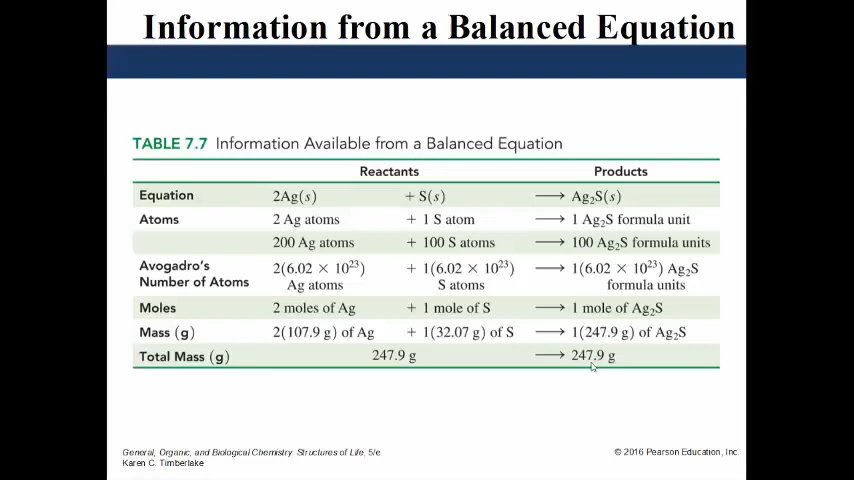 Information from a Balanced Equation
TABLE 7.7 Information Available from a Balanced Equation
Reactants Products
Equation 2Ag(s) + S(s) ⟶ Ag₂S(s)
Atoms 2 Ag atoms + 1 S atom ⟶ 1 Ag₂S formula unit
200 Ag atoms + 100 S atoms ⟶ 100 Ag₂S formula units
Avogadro's 2(6.02 × 10²³) + 1(6.02 × 10²³) ⟶ 1(6.02 × 10²³) Ag₂S
Number of Atoms Ag atoms S atoms formula units
Moles 2 moles of Ag + 1 mole of S ⟶ 1 mole of Ag₂S
Mass (g) 2(107.9 g) of Ag + 1(32.07 g) of S ⟶ 1(247.9 g) of Ag₂S
Total Mass (g) 247.9 g ⟶ 247.9 g
General, Organic, and Biological Chemistry: Structures of Life, 5/e © 2016 Pearson Education, Inc.
Karen C. Timberlake